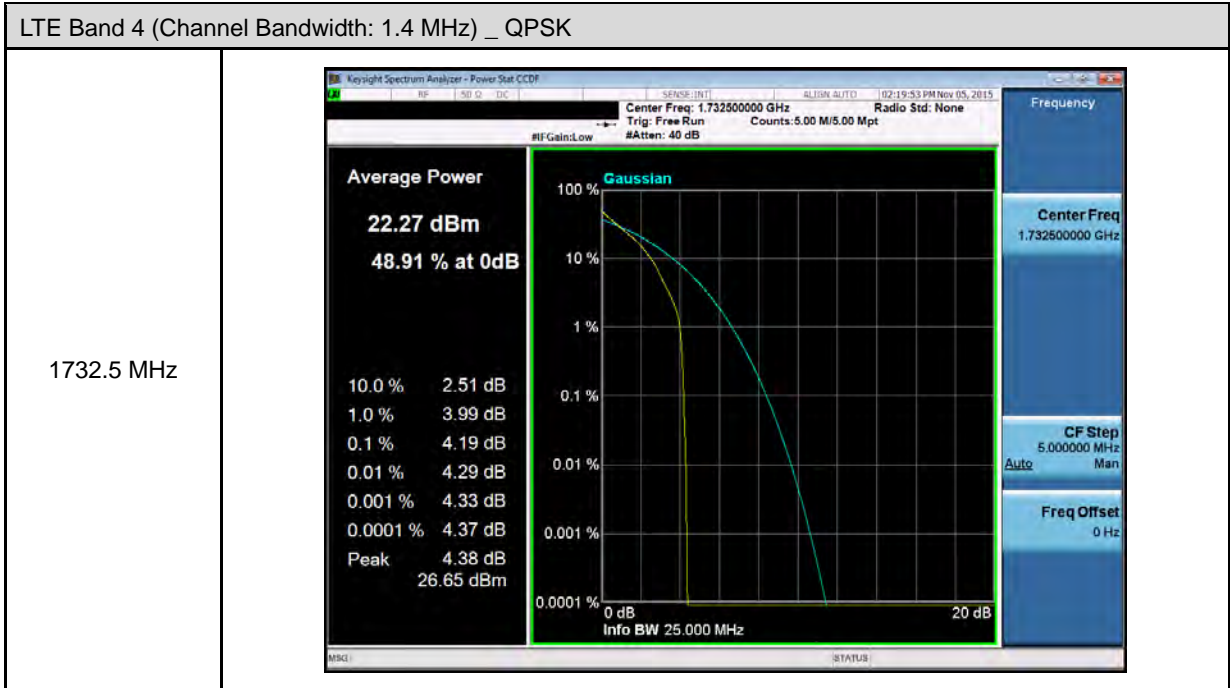 LTE Band 4 (Channel Bandwidth: 1.4 MHz) _ QPSK
1732.5 MHz
Keysight Spectrum Analyzer - Power Stat CCDF
RF 50 Ω DC SENSE:INT ALIGN AUTO 02:19:53 PM Nov 05, 2015
Center Freq: 1.732500000 GHz Radio Std: None
Trig: Free Run Counts:5.00 M/5.00 Mpt
#IFGain:Low #Atten: 40 dB
Average Power
22.27 dBm
48.91 % at 0dB
10.0 % 2.51 dB
1.0 % 3.99 dB
0.1 % 4.19 dB
0.01 % 4.29 dB
0.001 % 4.33 dB
0.0001 % 4.37 dB
Peak 4.38 dB
26.65 dBm
Gaussian
100 %
10 %
1 %
0.1 %
0.01 %
0.001 %
0.0001 %
0 dB 20 dB
Info BW 25.000 MHz
Frequency
Center Freq
1.732500000 GHz
CF Step
5.000000 MHz
Auto Man
Freq Offset
0 Hz
MSG STATUS